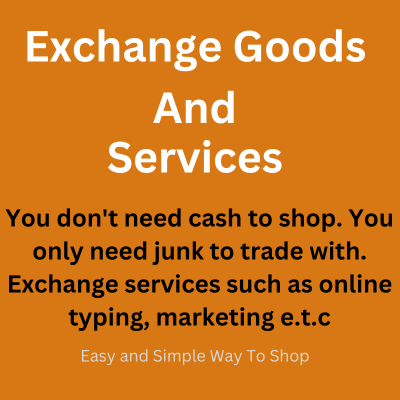 Exchange Goods
And
Services
You don't need cash to shop. You
only need junk to trade with.
Exchange services such as online
typing, marketing e.t.c
Easy and Simple Way To Shop